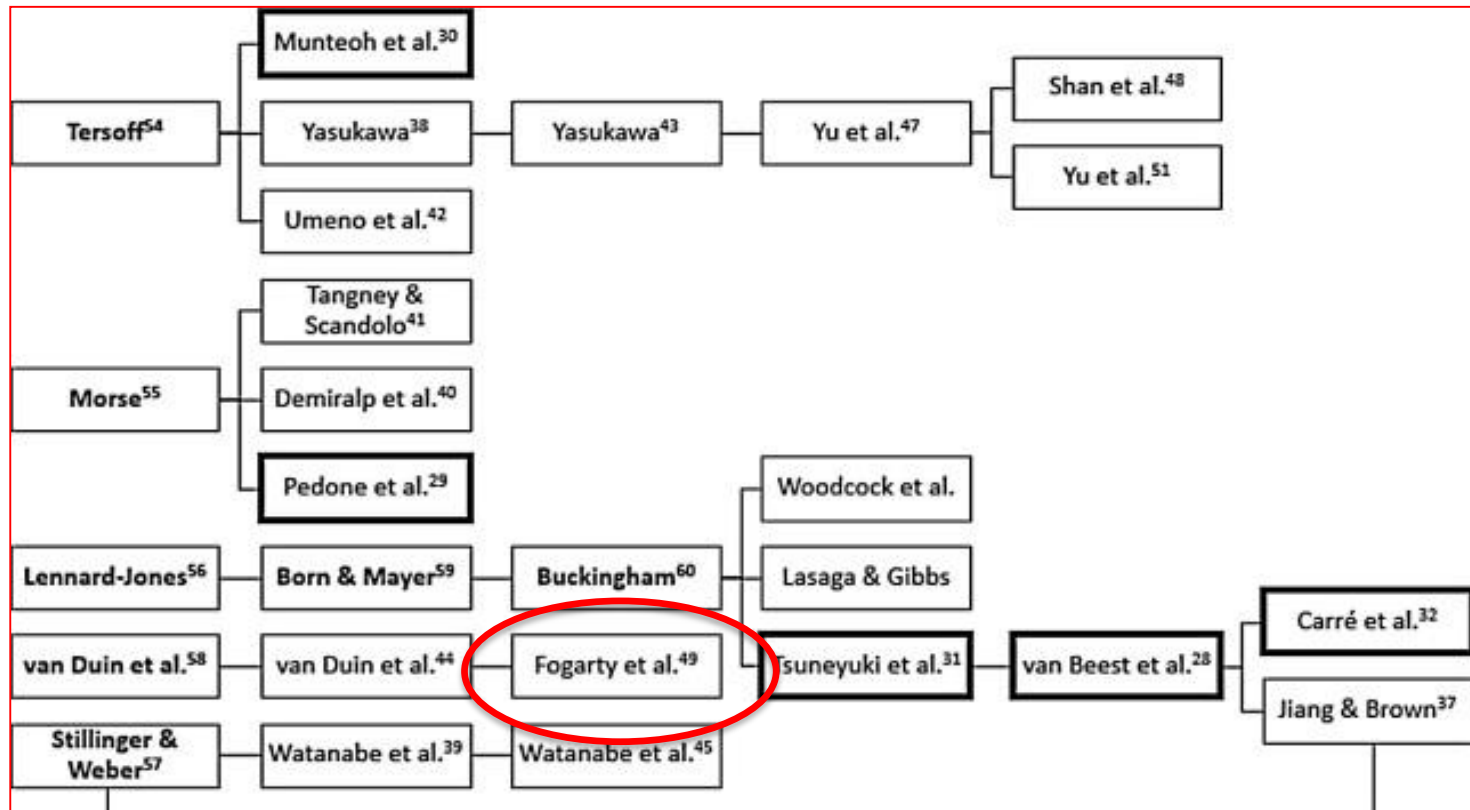 Munteoh et al.30
Shan et al.48
Tersoff54
Yasukawa38
Yasukawa43
Yu et al.47
Yu et al.51
Umeno et al.42
Tangney &
Scandolo41
Morse55
Demiralp et al.40
Pedone et al.29
Woodcock et al.
Lennard-Jones56
Born & Mayer59
Buckingham60
Lasaga & Gibbs
Carré et al.32
van Duin et al.58
van Duin et al.44
Fogarty et al.49
Tsuneyuki et al.31
van Beest et al.28
Jiang & Brown37
Stillinger &
Weber57
Watanabe et al.39
Watanabe et al.45